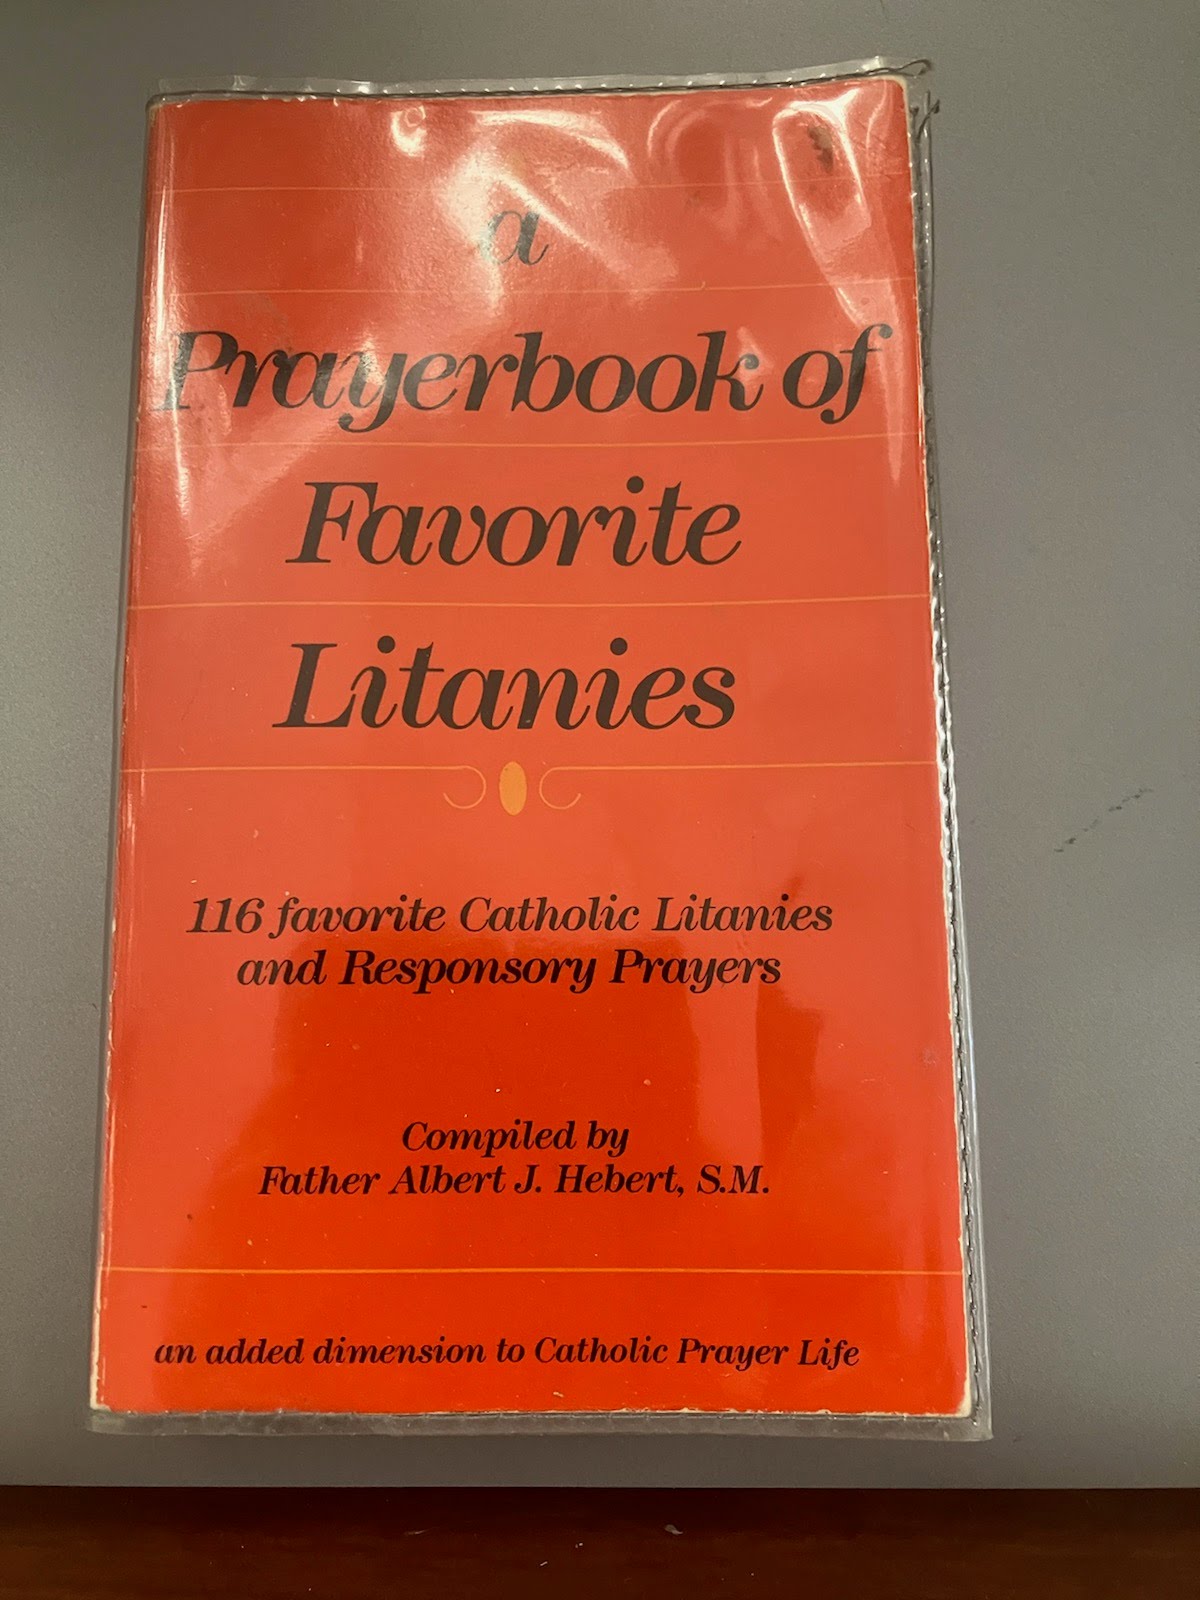 a
Prayerbook of
Favorite
Litanies
116 favorite Catholic Litanies
and Responsory Prayers
Compiled by
Father Albert J. Hebert, S.M.
an added dimension to Catholic Prayer Life